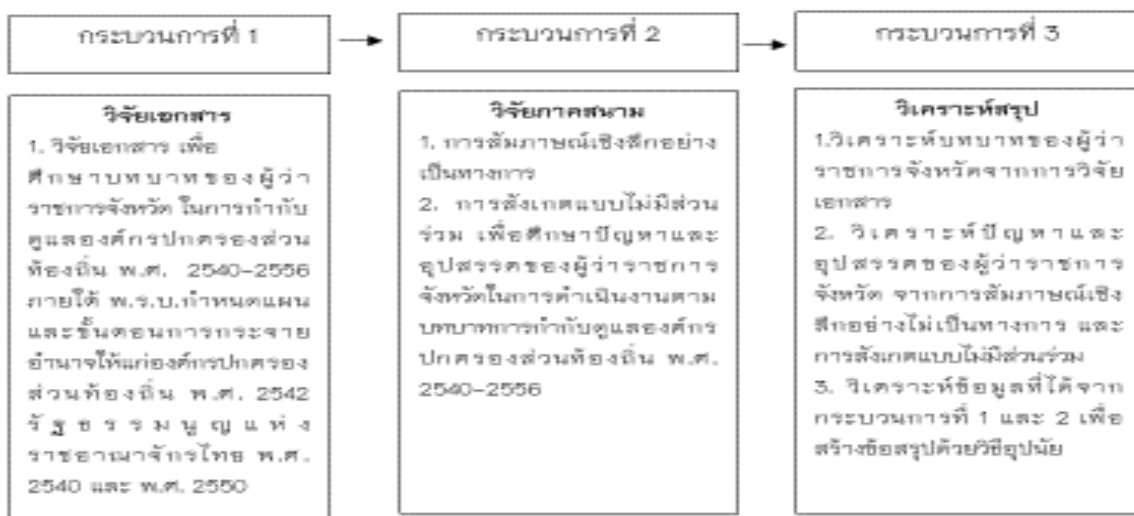 กระบวนการที่ 1
กระบวนการที่ 2
กระบวนการที่ 3
วิจัยเอกสาร
1. วิจัยเอกสาร เพื่อ
ศึกษาบทบาทของผู้ว่า
ราชการจังหวัด ในการกำกับ
ดูแลองค์กรปกครองส่วน
ท้องถิ่น พ.ศ. 2540-2556
ภายใต้ พ.ร.บ.กำหนดแผน
และขั้นตอนการกระจาย
อำนาจให้แก่องค์กรปกครอง
ส่วนท้องถิ่น พ.ศ. 2542
รัฐธรรมนูญแห่ง
ราชอาณาจักรไทย พ.ศ.
2540 และ พ.ศ. 2550
วิจัยภาคสนาม
1. การสัมภาษณ์เชิงลึกอย่าง
เป็นทางการ
2. การสังเกตแบบไม่มีส่วน
ร่วม เพื่อศึกษาปัญหาและ
อุปสรรคของผู้ว่าราชการ
จังหวัดในการดำเนินงานตาม
บทบาทการกำกับดูแลองค์กร
ปกครองส่วนท้องถิ่น พ.ศ.
2540-2556
วิเคราะห์สรุป
1.วิเคราะห์บทบาทของผู้ว่า
ราชการจังหวัดจากการวิจัย
เอกสาร
2. วิเคราะห์ปัญหาและ
อุปสรรคของผู้ว่าราชการ
จังหวัด จากการสัมภาษณ์เชิง
ลึกอย่างไม่เป็นทางการ และ
การสังเกตแบบไม่มีส่วนร่วม
3. วิเคราะห์ข้อมูลที่ได้จาก
กระบวนการที่ 1 และ 2 เพื่อ
สร้างข้อสรุปด้วยวิธีอุปนัย